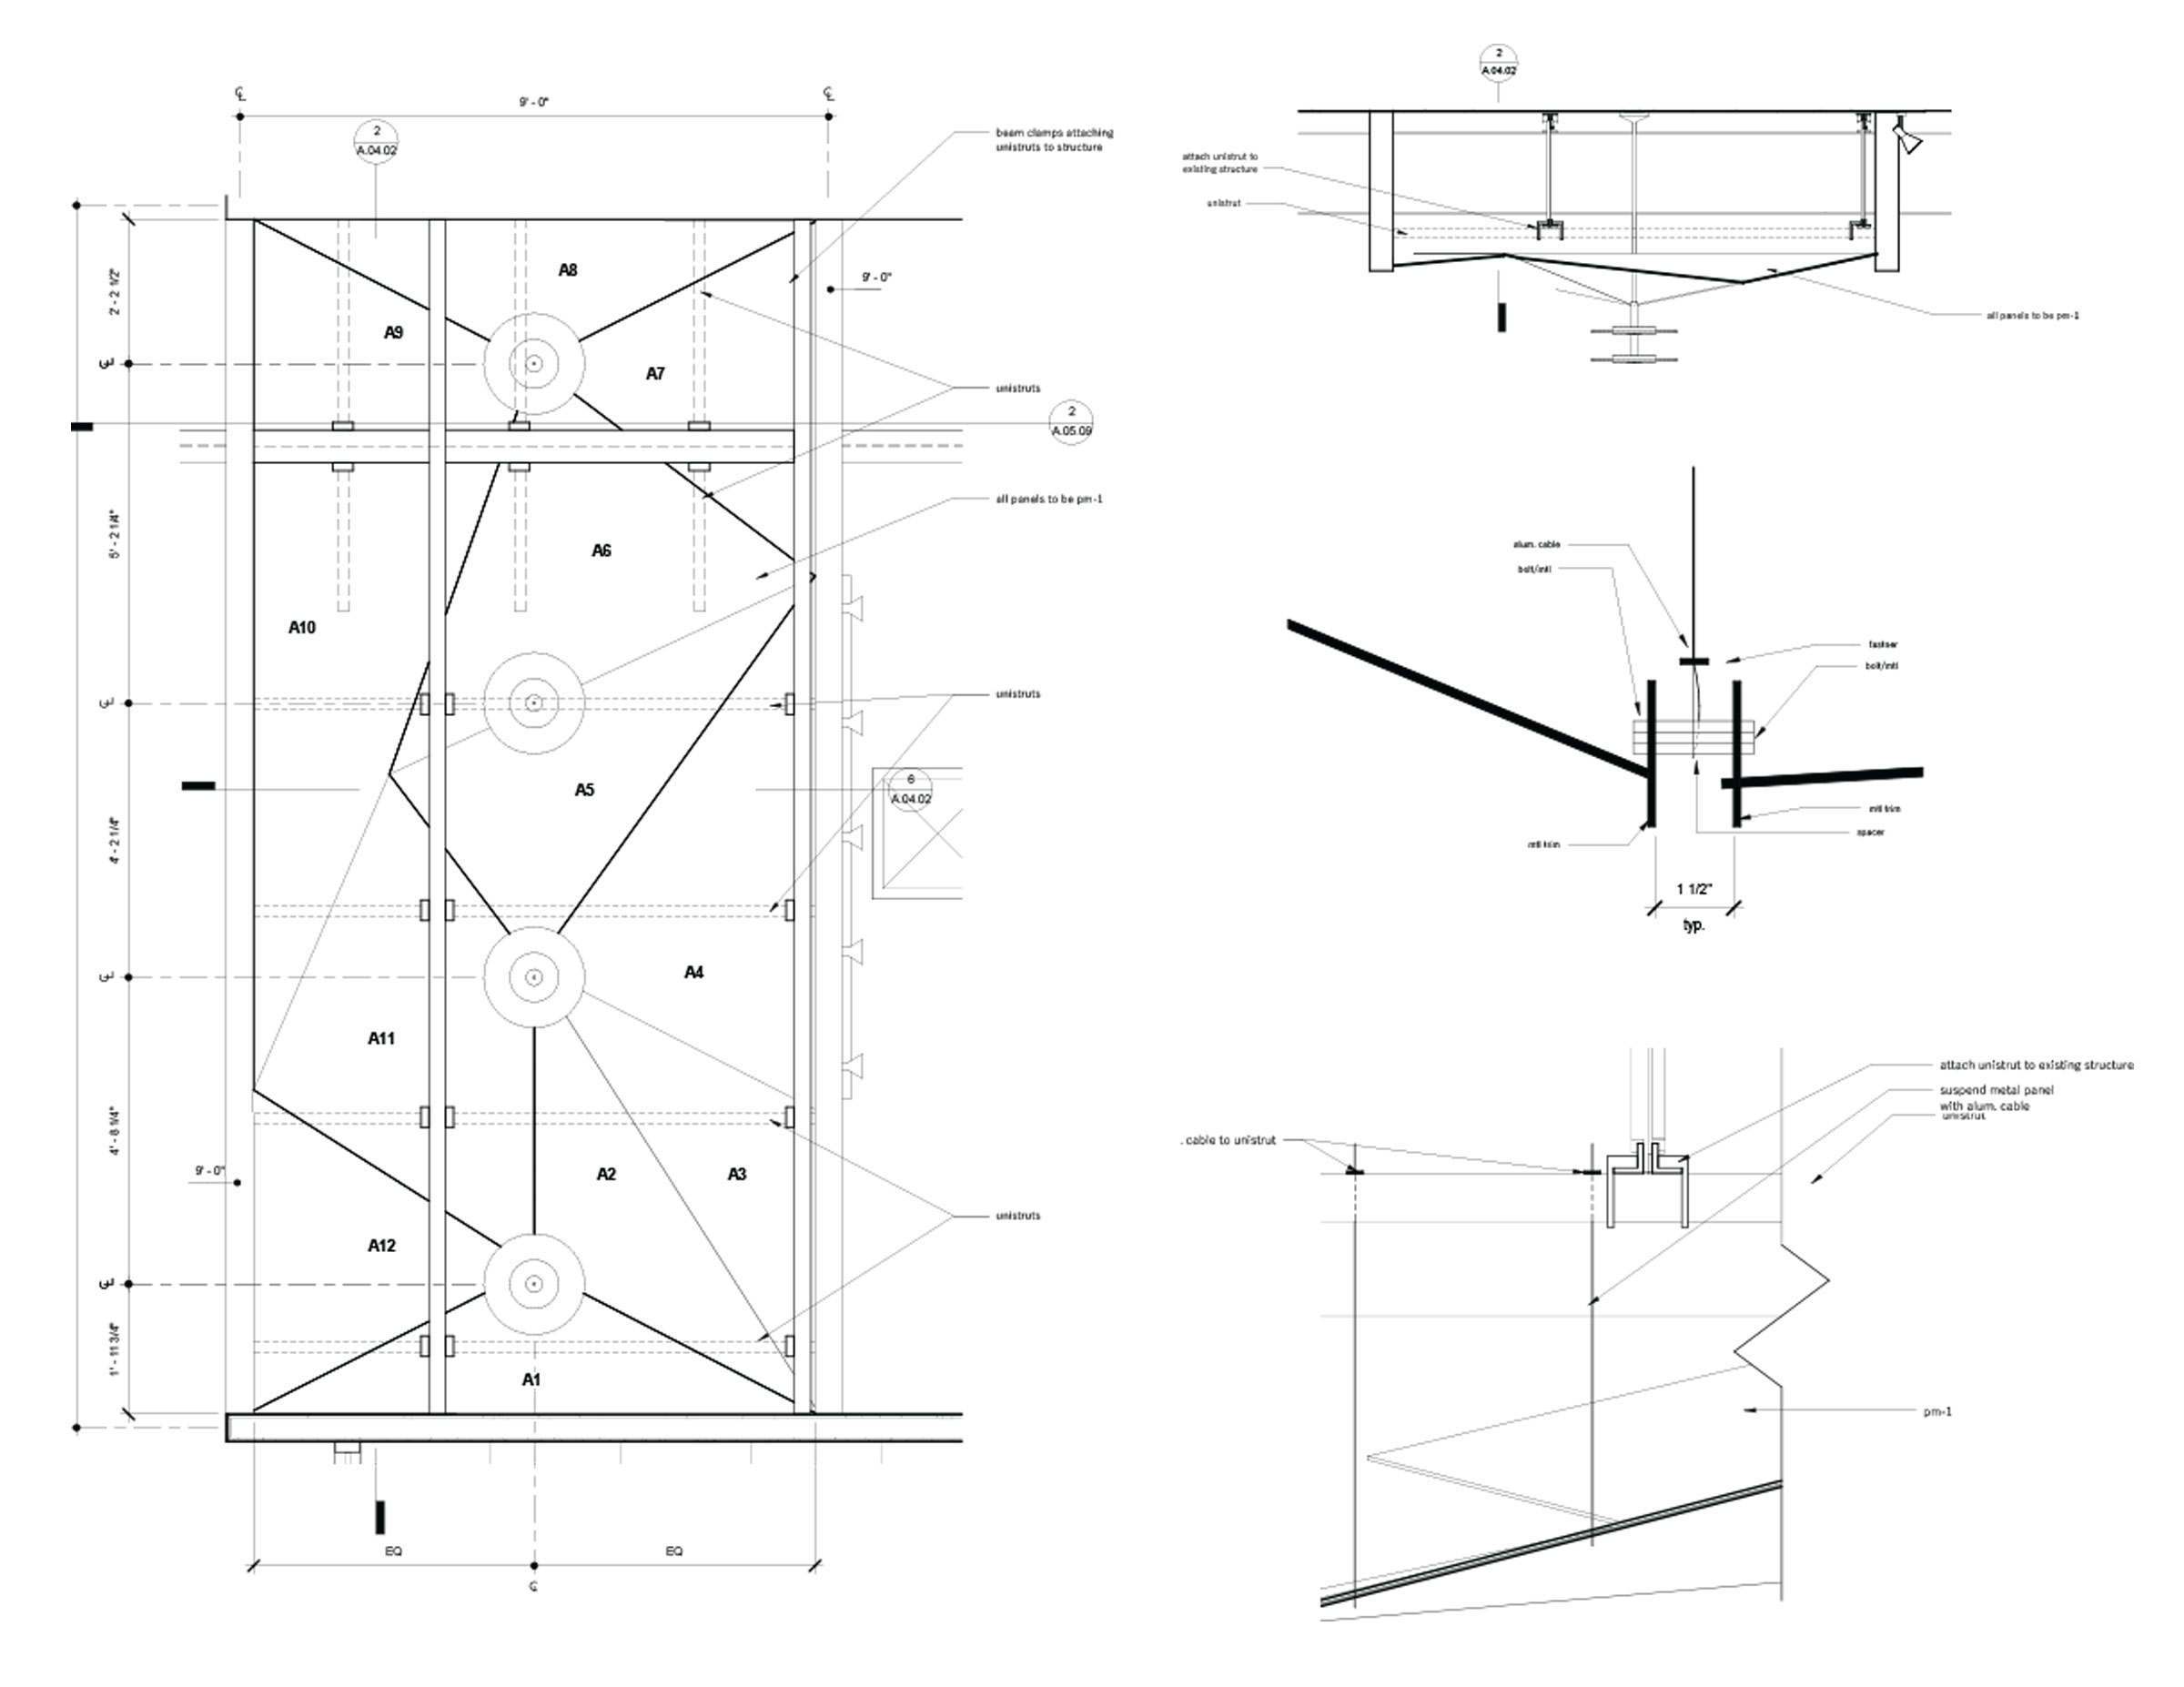 ℄
9' - 0"
℄
2
A.04.02
beam clamps attaching
unistruts to structure
2' - 2 1/2"
A8
9' - 0"
A9
℄
A7
unistruts
2
A.05.09
all panels to be pm-1
5' - 2 1/4"
A6
A10
℄
unistruts
A5
6
A.04.02
4' - 2 1/4"
℄
A4
A11
4' - 8 1/4"
9' - 0"
A2
A3
unistruts
A12
℄
1' - 11 3/4"
A1
EQ
EQ
℄
2
A.04.02
attach unistrut to
existing structure
unistrut
all panels to be pm-1
alum. cable
bolt/mtl
fastner
bolt/mtl
mtl trim
spacer
mtl trim
1 1/2"
typ.
attach unistrut to existing structure
suspend metal panel
with alum. cable
unistrut
. cable to unistrut
pm-1